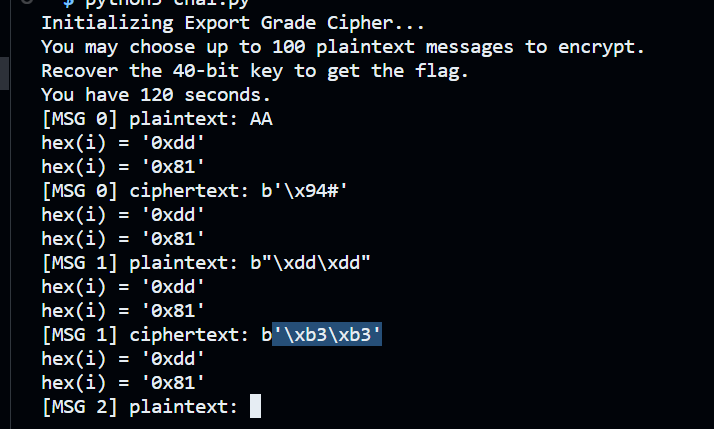 $ python3 chal.py
Initializing Export Grade Cipher...
You may choose up to 100 plaintext messages to encrypt.
Recover the 40-bit key to get the flag.
You have 120 seconds.
[MSG 0] plaintext: AA
hex(i) = '0xdd'
hex(i) = '0x81'
[MSG 0] ciphertext: b'\x94#'
hex(i) = '0xdd'
hex(i) = '0x81'
[MSG 1] plaintext: b"\xdd\xdd"
hex(i) = '0xdd'
hex(i) = '0x81'
[MSG 1] ciphertext: b'\xb3\xb3'
hex(i) = '0xdd'
hex(i) = '0x81'
[MSG 2] plaintext: